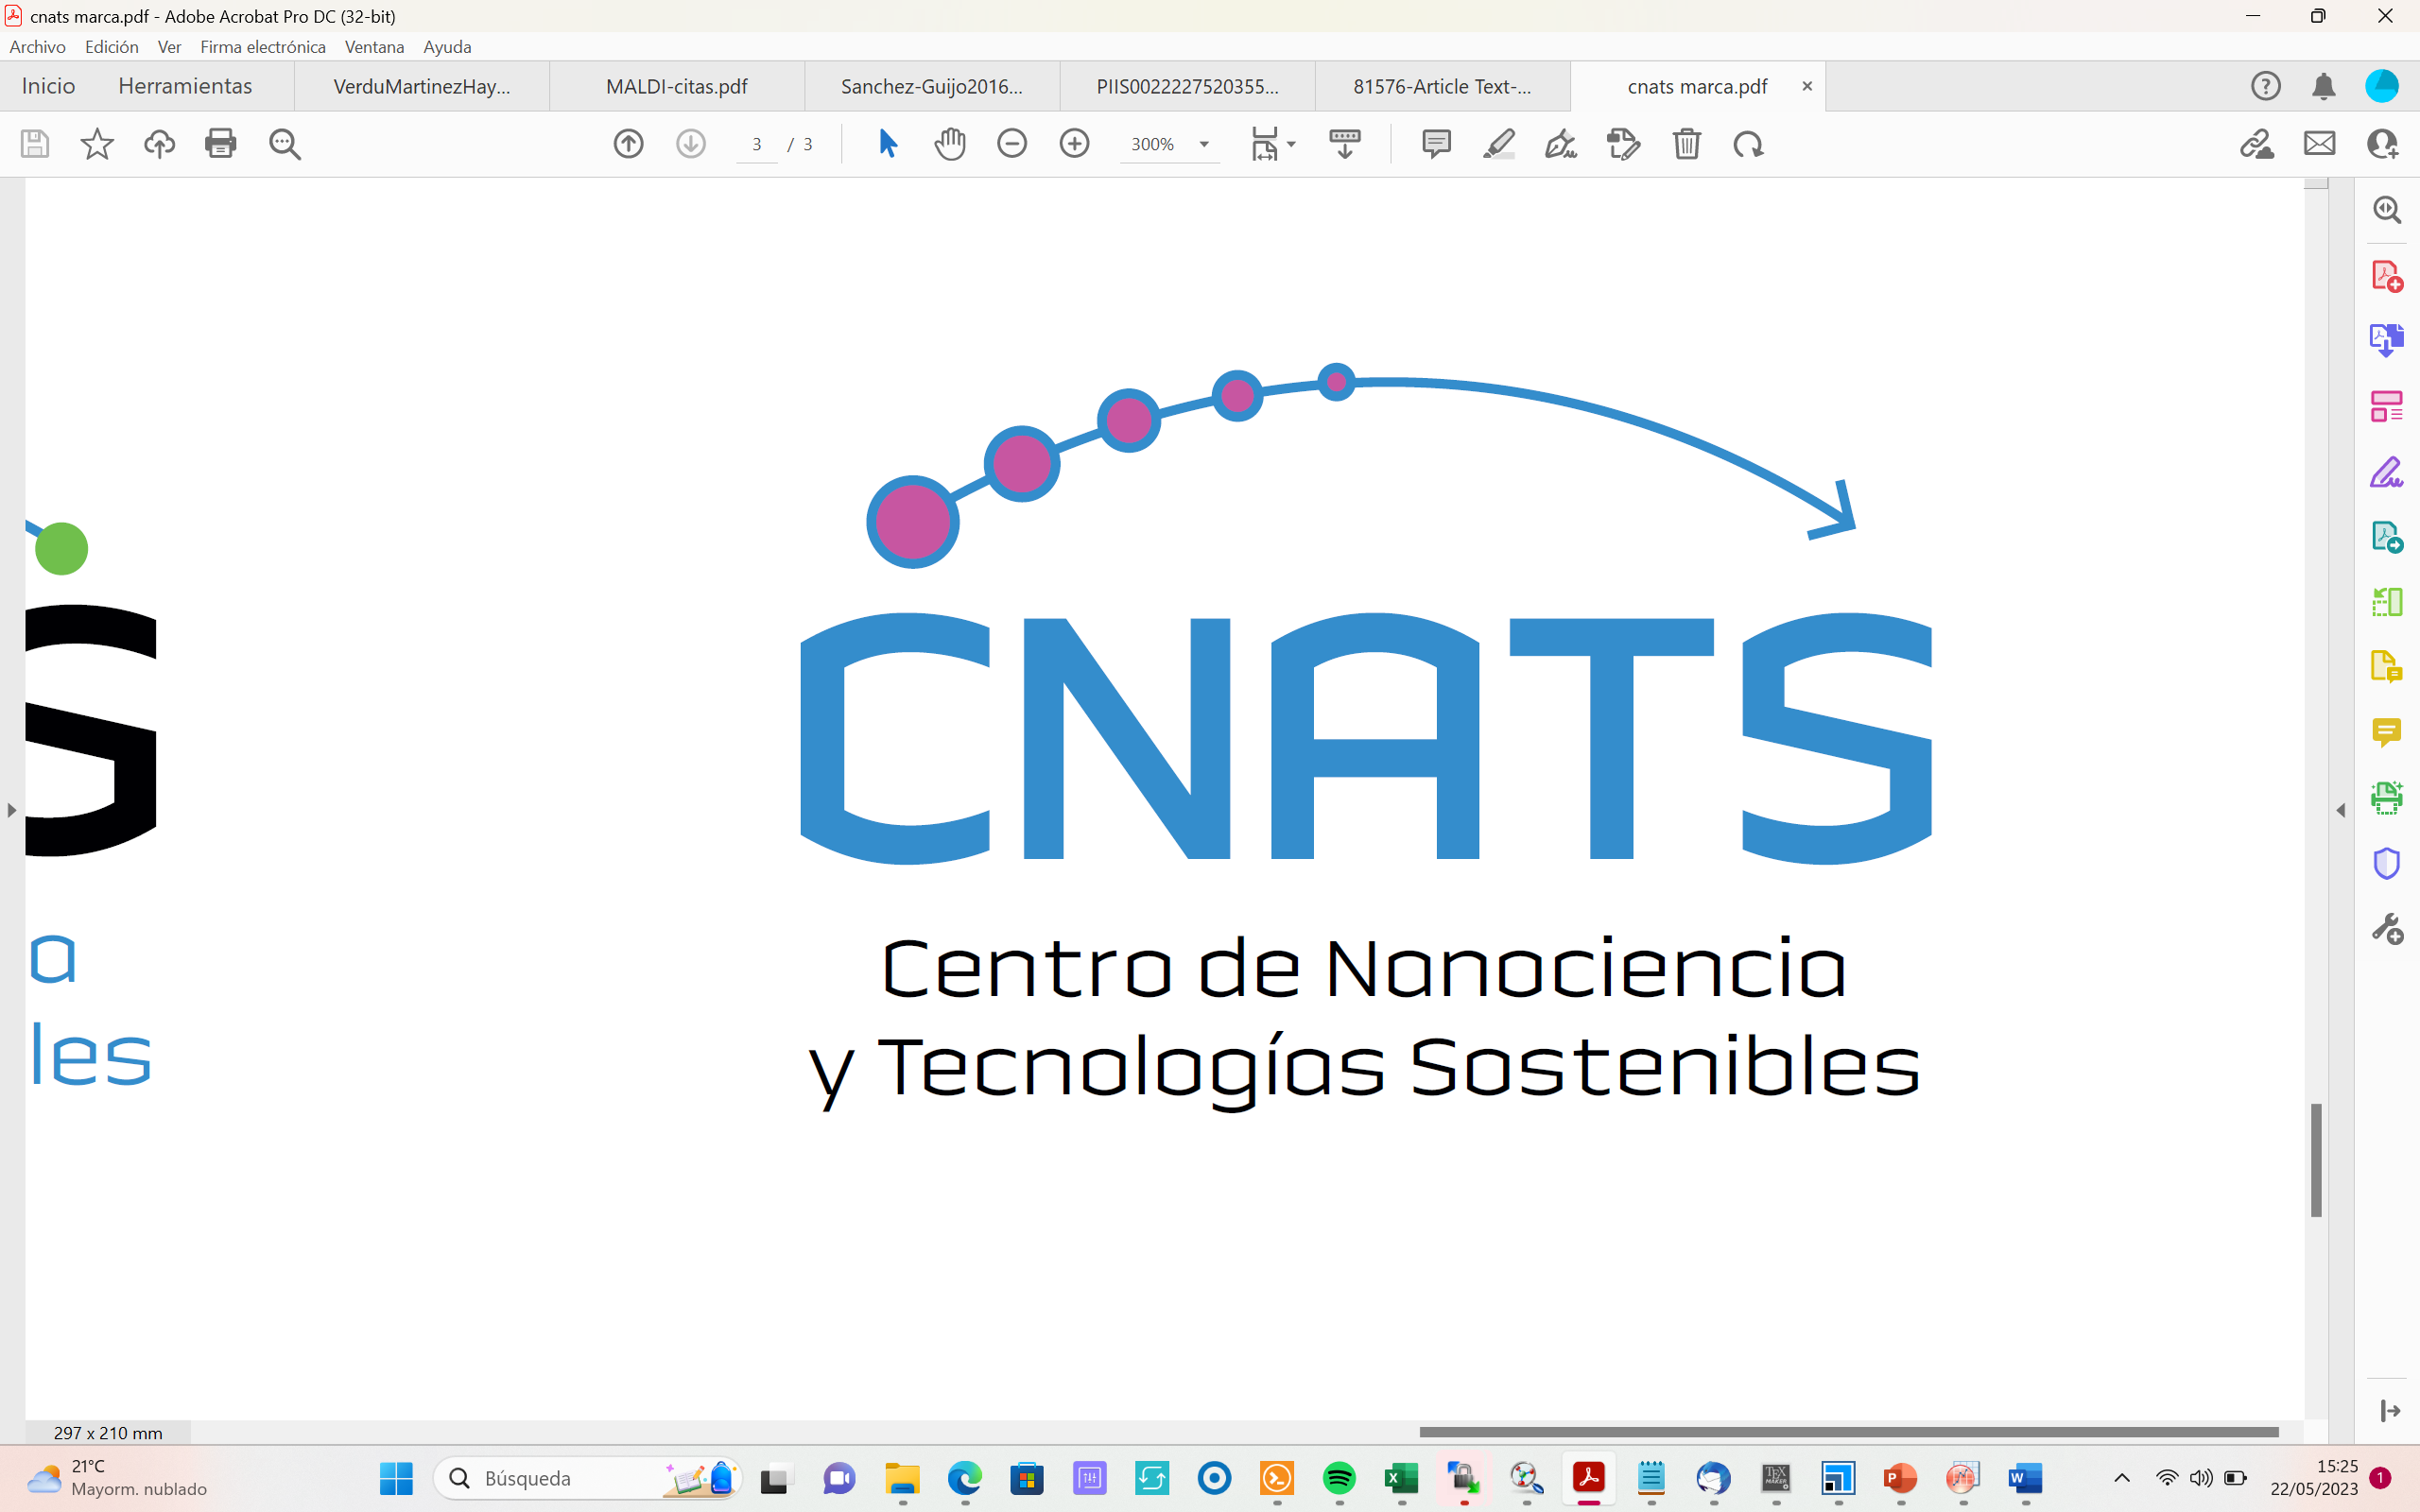 cnats marca.pdf - Adobe Acrobat Pro DC (32-bit)
Archivo Edición Ver Firma electrónica Ventana Ayuda
Inicio Herramientas VerduMartinezHay... MALDI-citas.pdf Sanchez-Guijo2016... PIIS0022227520355... 81576-Article Text-... cnats marca.pdf
3 / 3 300%
S
a
les
CNATS
Centro de Nanociencia
y Tecnologías Sostenibles
297 x 210 mm
21°C
Mayorm. nublado
Búsqueda
15:25
22/05/2023
1